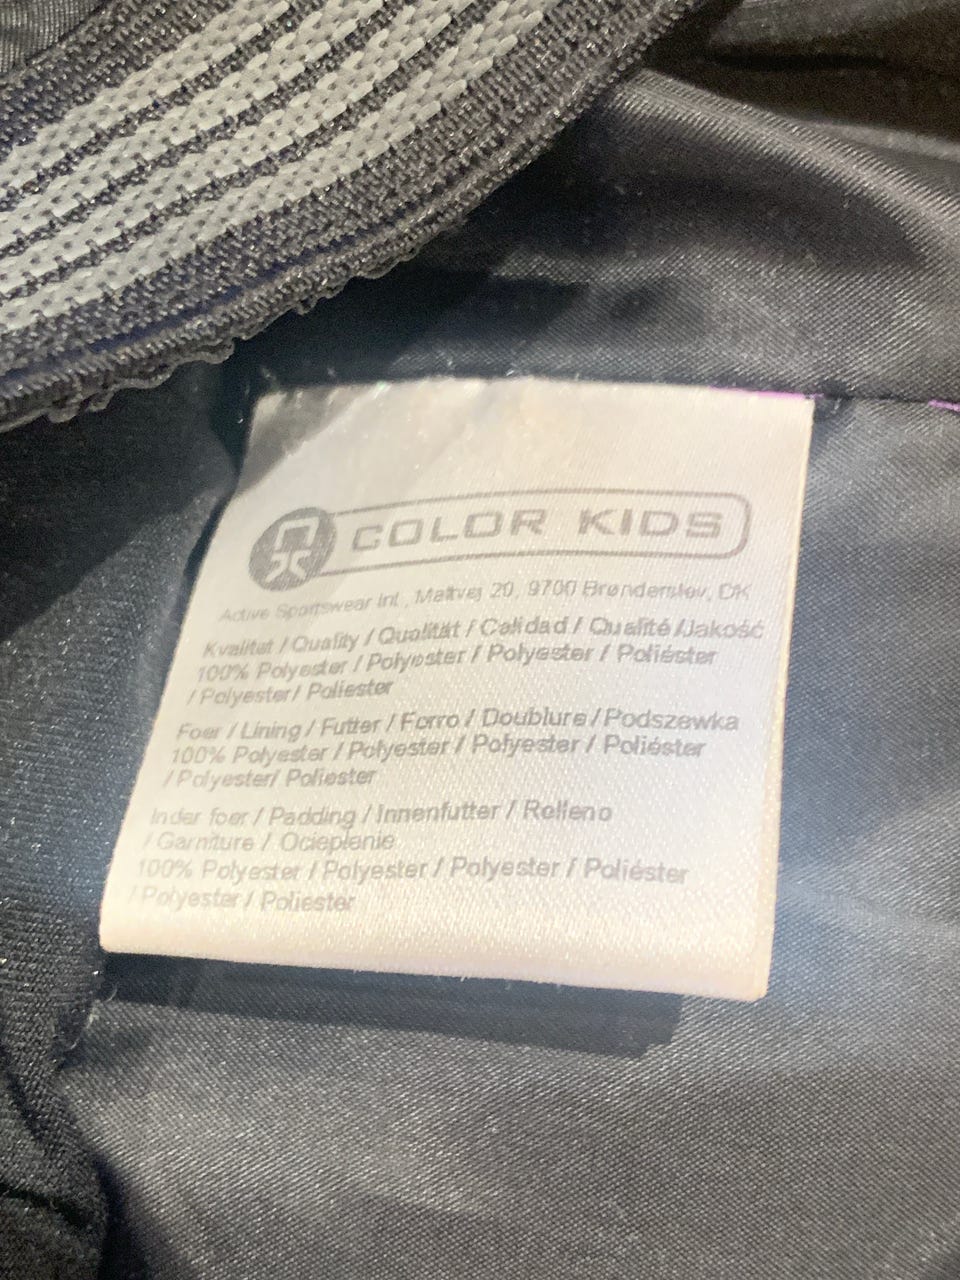 COLOR KIDS
Active Sportswear Int., Maltvej 20, 9700 Brønderslev, DK
Kvalitet / Quality / Qualität / Calidad / Qualité /Jakość
100% Polyester / Polyester / Polyester / Poliéster
/ Polyester/ Poliester
Foer / Lining / Futter / Forro / Doublure / Podszewka
100% Polyester / Polyester / Polyester / Poliéster
/ Polyester/ Poliester
Inder foer / Padding / Innenfutter / Relleno
/ Garniture / Ocieplenie
100% Polyester / Polyester / Polyester / Poliéster
/ Polyester / Poliester